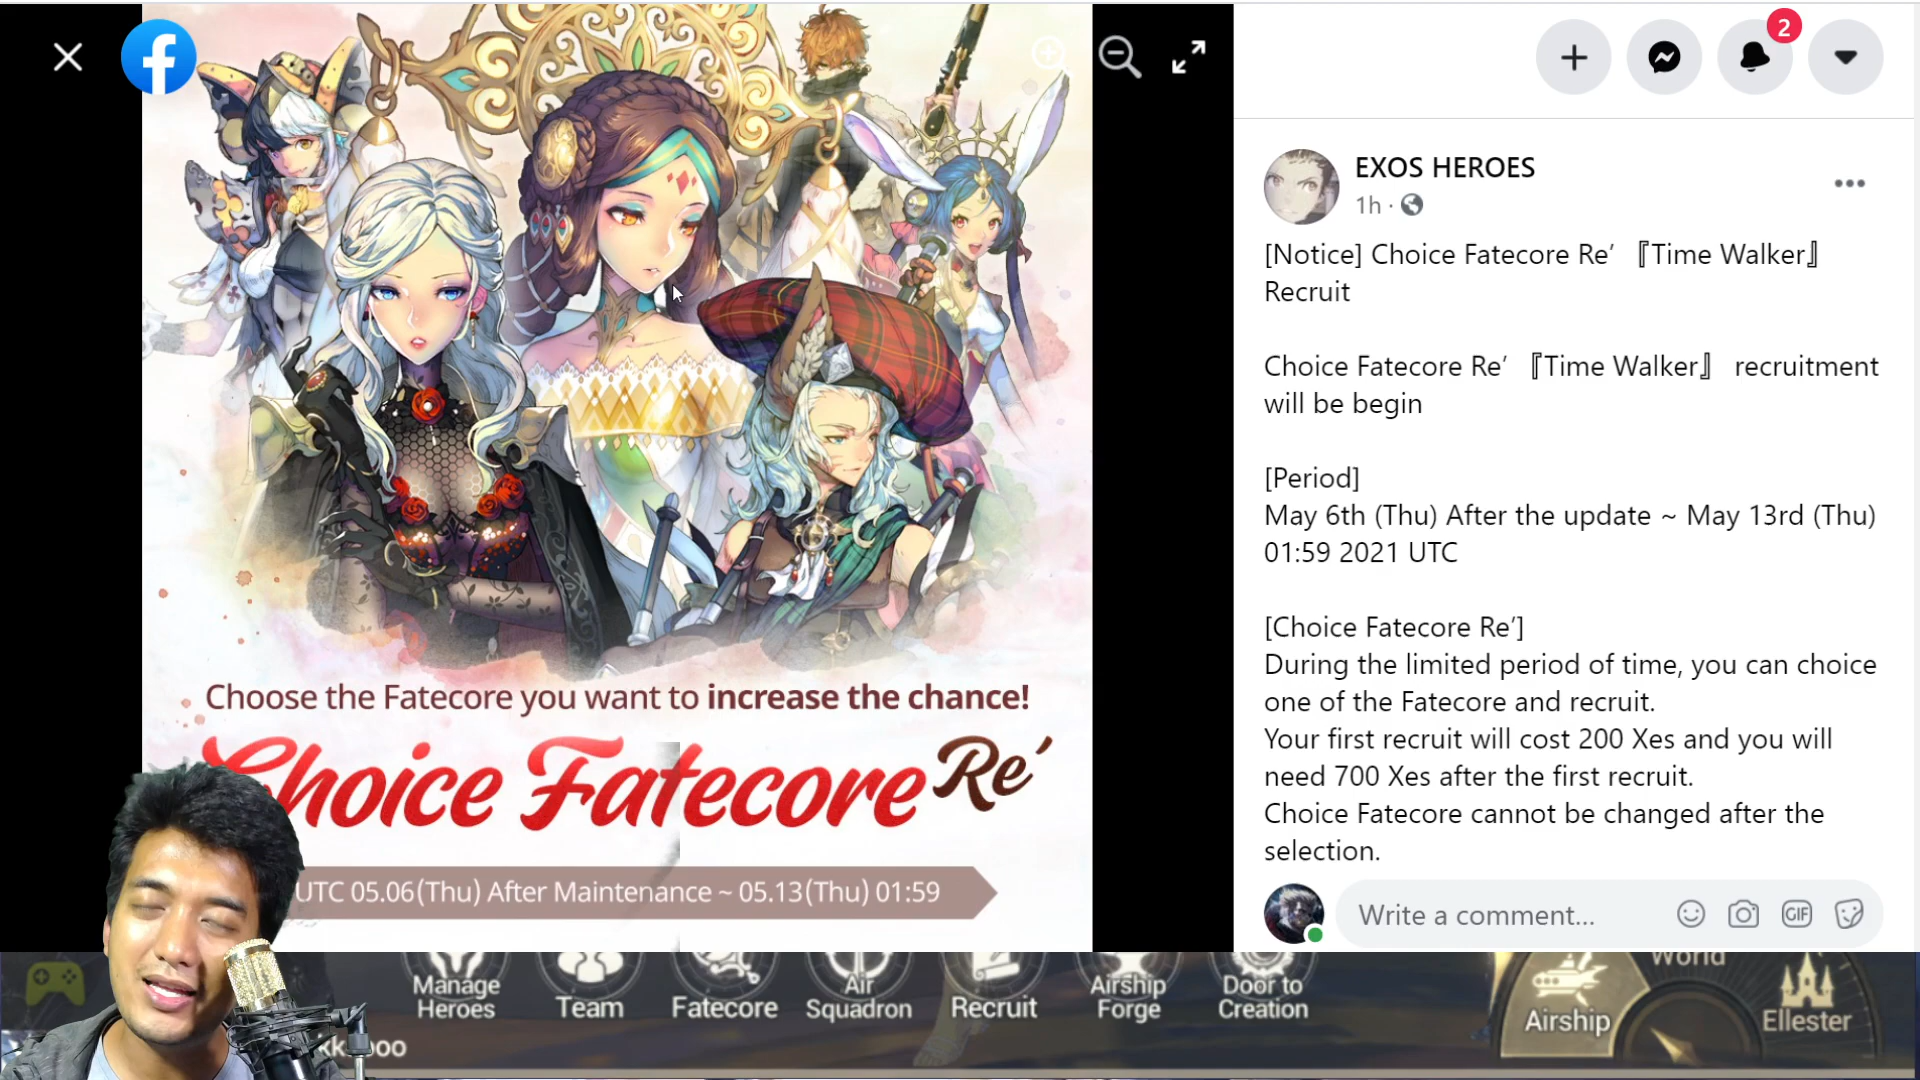 2
EXOS HEROES
1h ·
[Notice] Choice Fatecore Re’ 『Time Walker』
Recruit
Choice Fatecore Re’ 『Time Walker』 recruitment
will be begin
[Period]
May 6th (Thu) After the update ~ May 13rd (Thu)
01:59 2021 UTC
[Choice Fatecore Re’]
During the limited period of time, you can choice
one of the Fatecore and recruit.
Your first recruit will cost 200 Xes and you will
need 700 Xes after the first recruit.
Choice Fatecore cannot be changed after the
selection.
Write a comment...
GIF
Choose the Fatecore you want to increase the chance!
Choice Fatecore Re’
UTC 05.06(Thu) After Maintenance ~ 05.13(Thu) 01:59
Manage
Heroes
Team
Fatecore
Air
Squadron
Recruit
Airship
Forge
Door to
Creation
World
Airship
Ellester